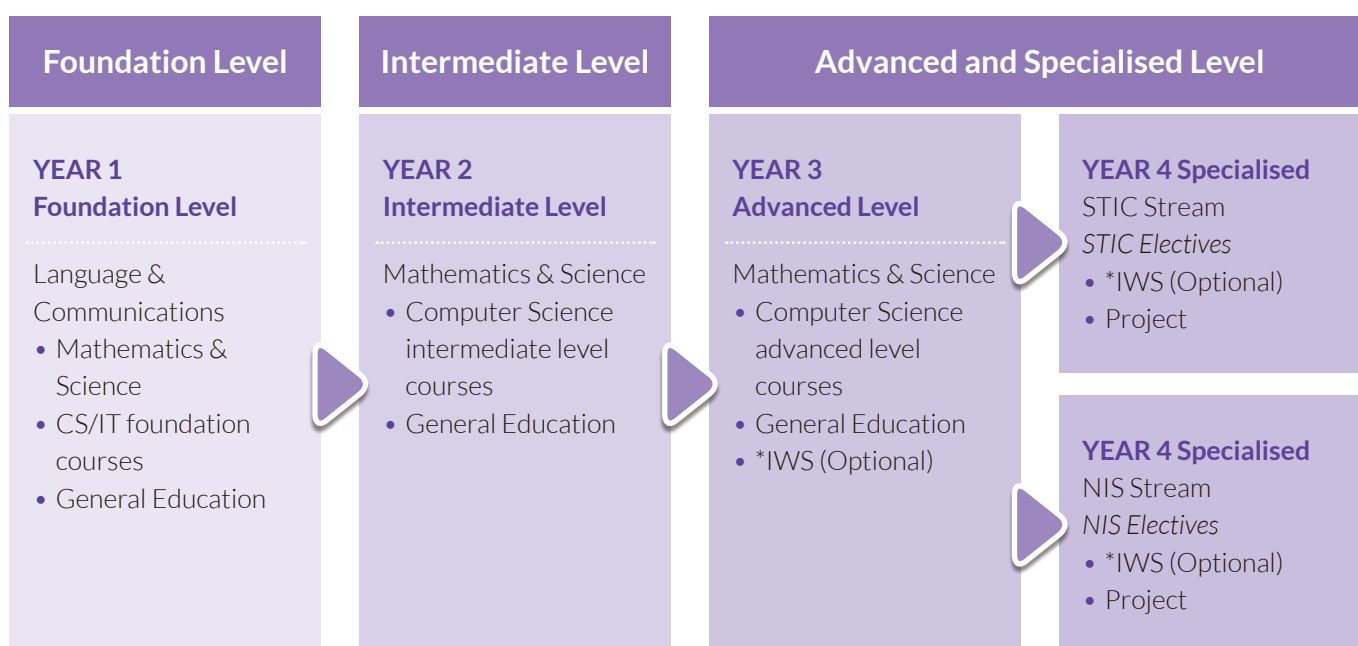 Foundation Level
Intermediate Level
Advanced and Specialised Level
YEAR 1
Foundation Level
Language &
Communications
• Mathematics &
Science
• CS/IT foundation
courses
• General Education
YEAR 2
Intermediate Level
Mathematics & Science
• Computer Science
intermediate level
courses
• General Education
YEAR 3
Advanced Level
Mathematics & Science
• Computer Science
advanced level
courses
• General Education
• *IWS (Optional)
YEAR 4 Specialised
STIC Stream
STIC Electives
• *IWS (Optional)
• Project
YEAR 4 Specialised
NIS Stream
NIS Electives
• *IWS (Optional)
• Project